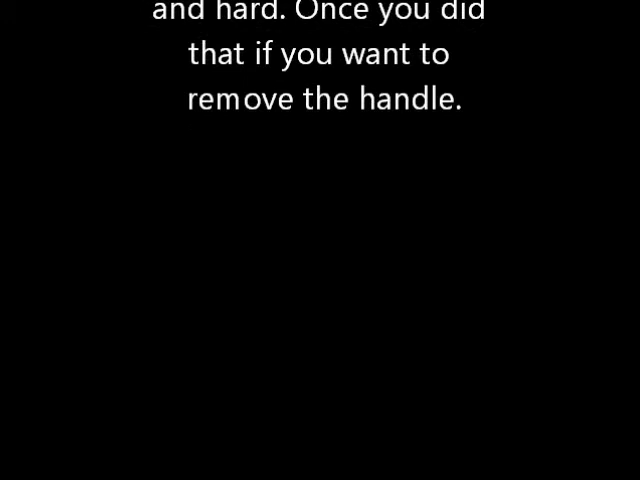 and hard. Once you did
that if you want to
remove the handle.